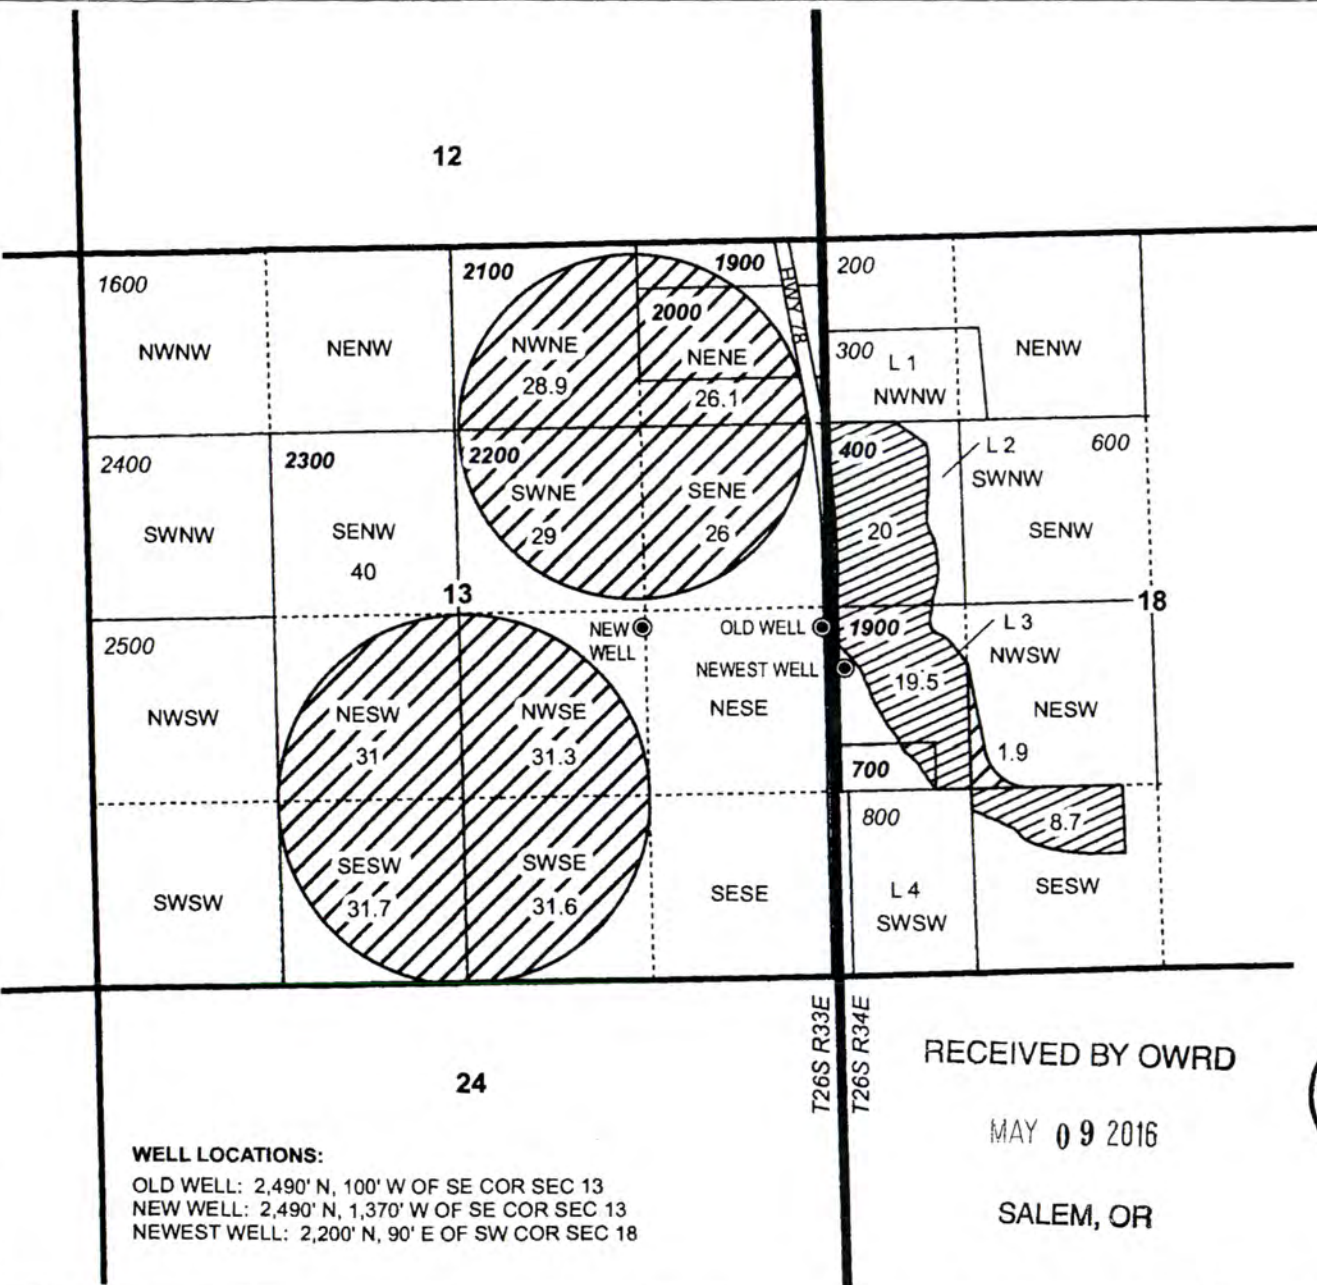 12
1600
2100
1900
HWY 78
200
2000
NWNW
NENW
NWNE
28.9
NENE
26.1
300
L 1
NWNW
NENW
2400
2300
2200
400
L 2
SWNW
600
SWNW
SENW
40
SWNE
29
SENE
26
20
SENW
13
18
2500
NEW
WELL
OLD WELL
1900
L 3
NWSW
NEWEST WELL
NWSW
NESW
31
NWSE
31.3
NESE
19.5
NESW
1.9
700
800
8.7
SWSW
SESW
31.7
SWSE
31.6
SESE
L 4
SWSW
SESW
T26S R33E
T26S R34E
24
RECEIVED BY OWRD
MAY 09 2016
SALEM, OR
WELL LOCATIONS:
OLD WELL: 2,490' N, 100' W OF SE COR SEC 13
NEW WELL: 2,490' N, 1,370' W OF SE COR SEC 13
NEWEST WELL: 2,200' N, 90' E OF SW COR SEC 18